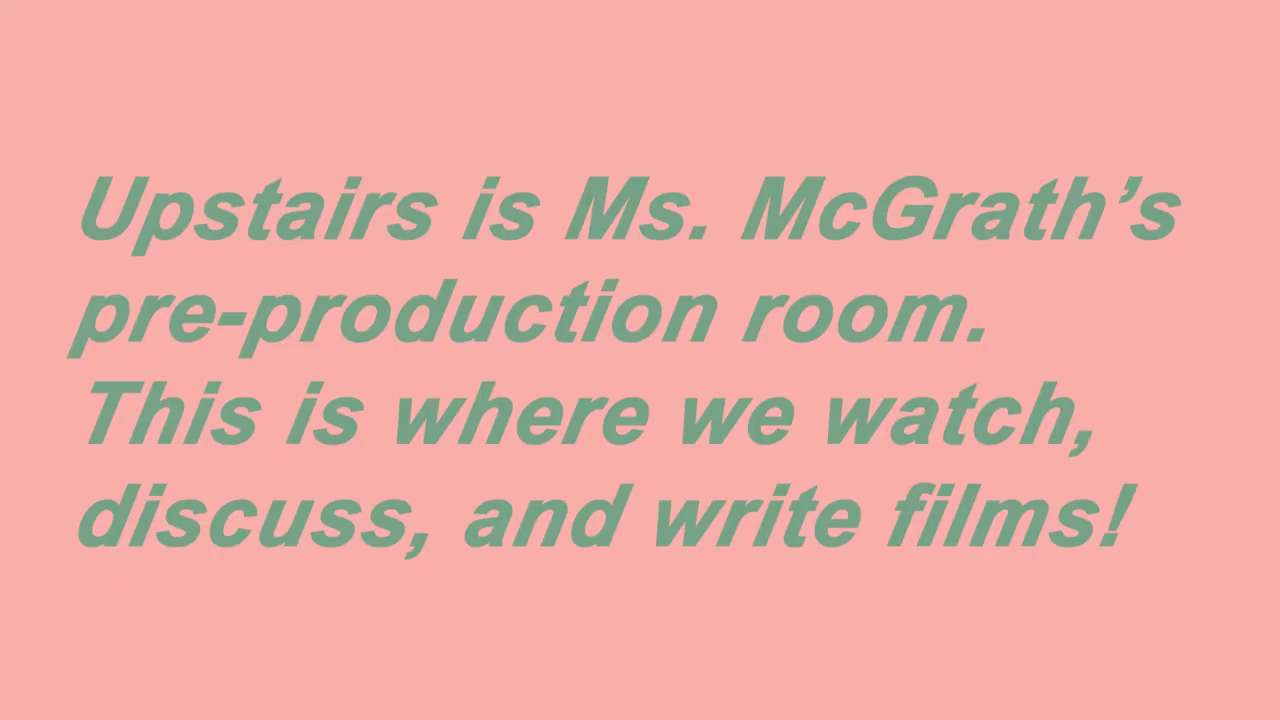 Upstairs is Ms. McGrath’s
pre-production room.
This is where we watch,
discuss, and write films!